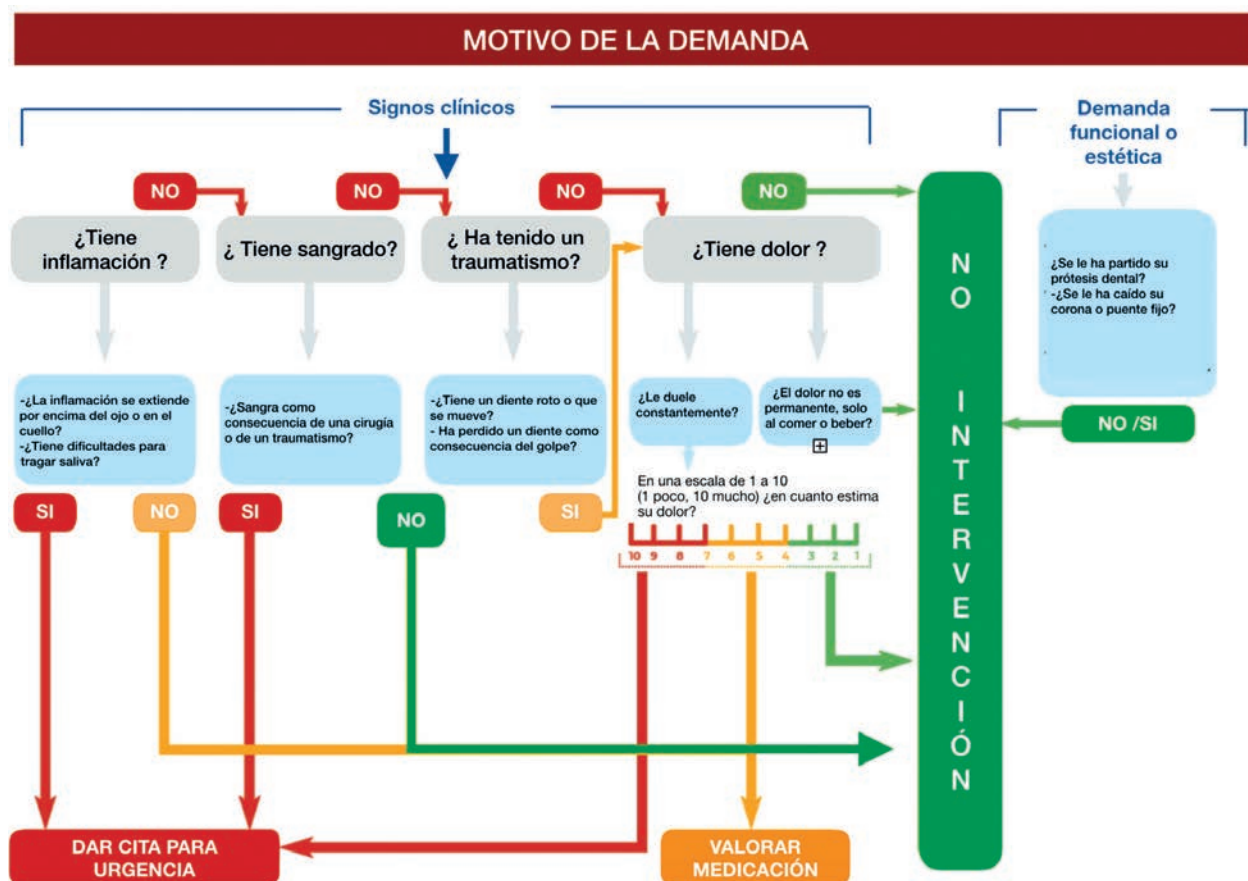 MOTIVO DE LA DEMANDA
Signos clínicos
Demanda
funcional o
estética
NO
NO
NO
NO
¿Tiene
inflamación ?
¿ Tiene sangrado?
¿ Ha tenido un
traumatismo?
¿Tiene dolor ?
-¿La inflamación se extiende
por encima del ojo o en el
cuello?
-¿Tiene dificultades para
tragar saliva?
-¿Sangra como
consecuencia de una cirugía
o de un traumatismo?
-¿Tiene un diente roto o que
se mueve?
- Ha perdido un diente como
consecuencia del golpe?
¿Le duele
constantemente?
¿El dolor no es
permanente, solo
al comer o beber?
¿Se le ha partido su
prótesis dental?
-¿Se le ha caído su
corona o puente fijo?
SI
NO
SI
NO
SI
NO /SI
En una escala de 1 a 10
(1 poco, 10 mucho) ¿en cuanto estima
su dolor?
10 9 8 7 6 5 4 3 2 1
NO INTERVENCIÓN
DAR CITA PARA
URGENCIA
VALORAR
MEDICACIÓN